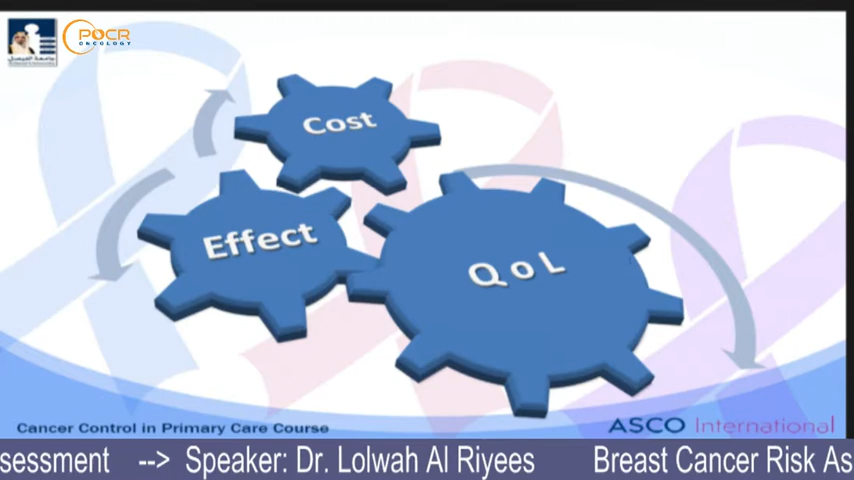 POCR
ONCOLOGY
Cost
Effect
QoL
Cancer Control in Primary Care Course
ASCO International
sessment --> Speaker: Dr. Lolwah Al Riyees Breast Cancer Risk As